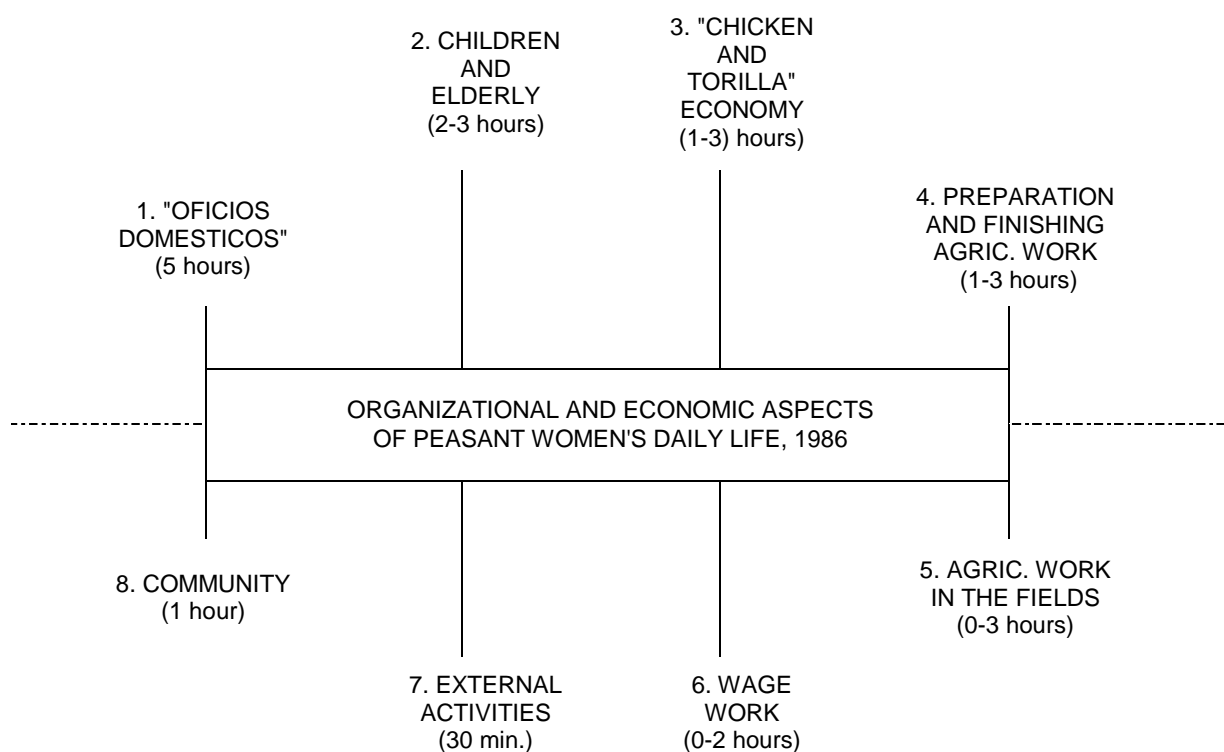 1. "OFICIOS
DOMESTICOS"
(5 hours)
2. CHILDREN
AND
ELDERLY
(2-3 hours)
3. "CHICKEN
AND
TORILLA"
ECONOMY
(1-3) hours)
4. PREPARATION
AND FINISHING
AGRIC. WORK
(1-3 hours)
ORGANIZATIONAL AND ECONOMIC ASPECTS
OF PEASANT WOMEN'S DAILY LIFE, 1986
5. AGRIC. WORK
IN THE FIELDS
(0-3 hours)
6. WAGE
WORK
(0-2 hours)
7. EXTERNAL
ACTIVITIES
(30 min.)
8. COMMUNITY
(1 hour)